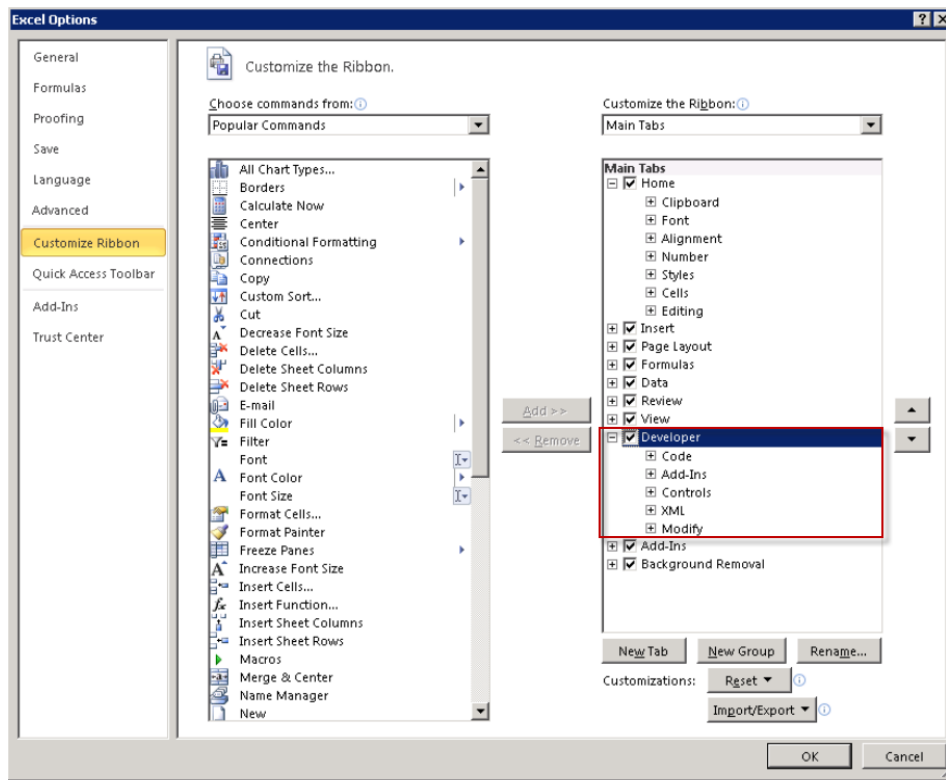 Excel Options
General
Formulas
Proofing
Save
Language
Advanced
Customize Ribbon
Quick Access Toolbar
Add-Ins
Trust Center
Customize the Ribbon.
Choose commands from:
Popular Commands
All Chart Types...
Borders
Calculate Now
Center
Conditional Formatting
Connections
Copy
Custom Sort...
Cut
Decrease Font Size
Delete Cells...
Delete Sheet Columns
Delete Sheet Rows
E-mail
Fill Color
Filter
Font
Font Color
Font Size
Format Cells...
Format Painter
Freeze Panes
Increase Font Size
Insert Cells...
Insert Function...
Insert Sheet Columns
Insert Sheet Rows
Macros
Merge & Center
Name Manager
New
Add >>
<< Remove
Customize the Ribbon:
Main Tabs
Main Tabs
Home
Clipboard
Font
Alignment
Number
Styles
Cells
Editing
Insert
Page Layout
Formulas
Data
Review
View
Developer
Code
Add-Ins
Controls
XML
Modify
Add-Ins
Background Removal
New Tab
New Group
Rename...
Customizations:
Reset
Import/Export
OK
Cancel